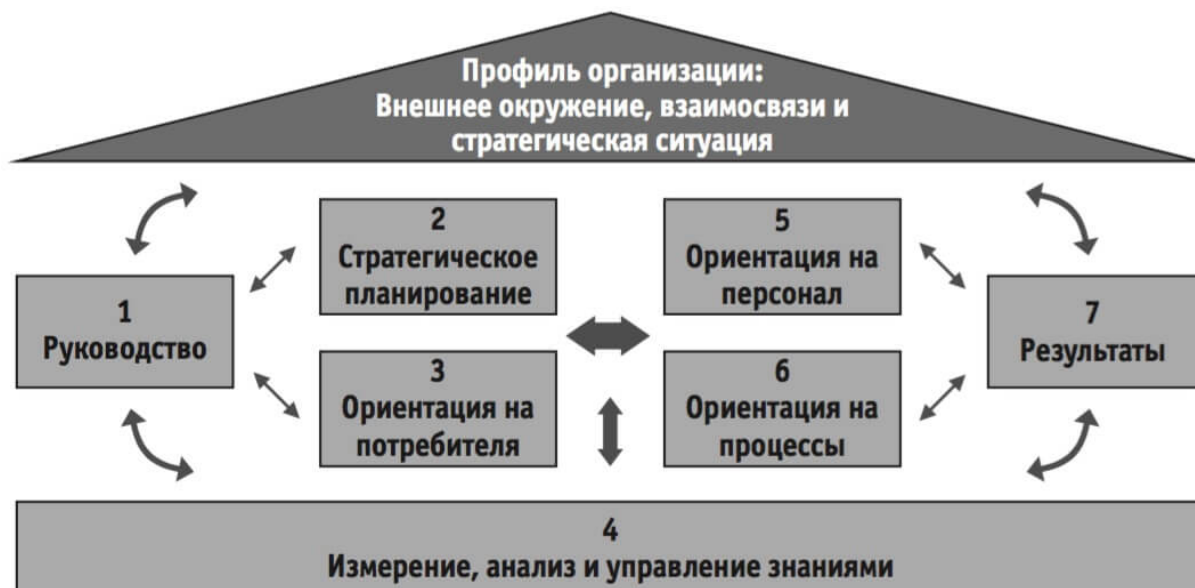 Профиль организации:
Внешнее окружение, взаимосвязи и
стратегическая ситуация
1
Руководство
2
Стратегическое
планирование
3
Ориентация на
потребителя
5
Ориентация на
персонал
6
Ориентация на
процессы
7
Результаты
4
Измерение, анализ и управление знаниями